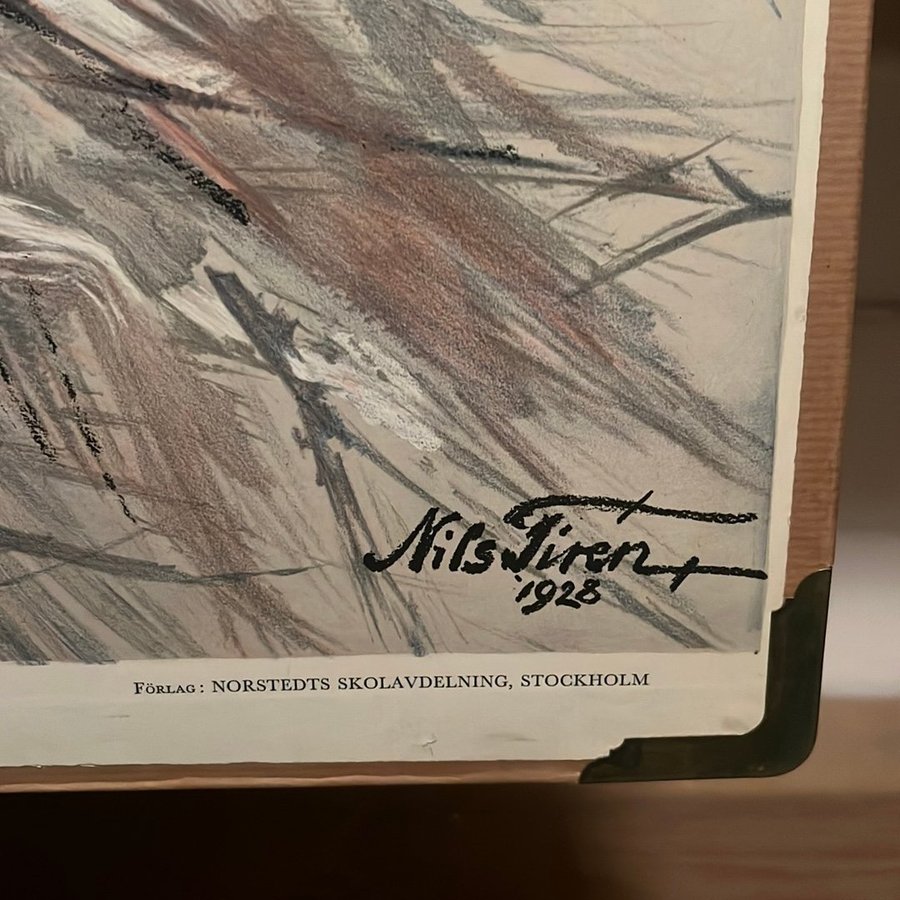 Nils Tiren
1928
Förlag: NORSTEDTS SKOLAVDELNING, STOCKHOLM